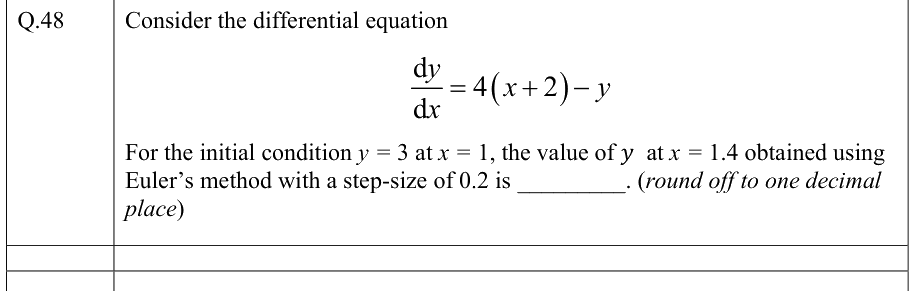 Q.48 Consider the differential equation
dy/dx = 4(x + 2) − y
For the initial condition y = 3 at x = 1, the value of y at x = 1.4 obtained using
Euler’s method with a step-size of 0.2 is __________. (round off to one decimal
place)